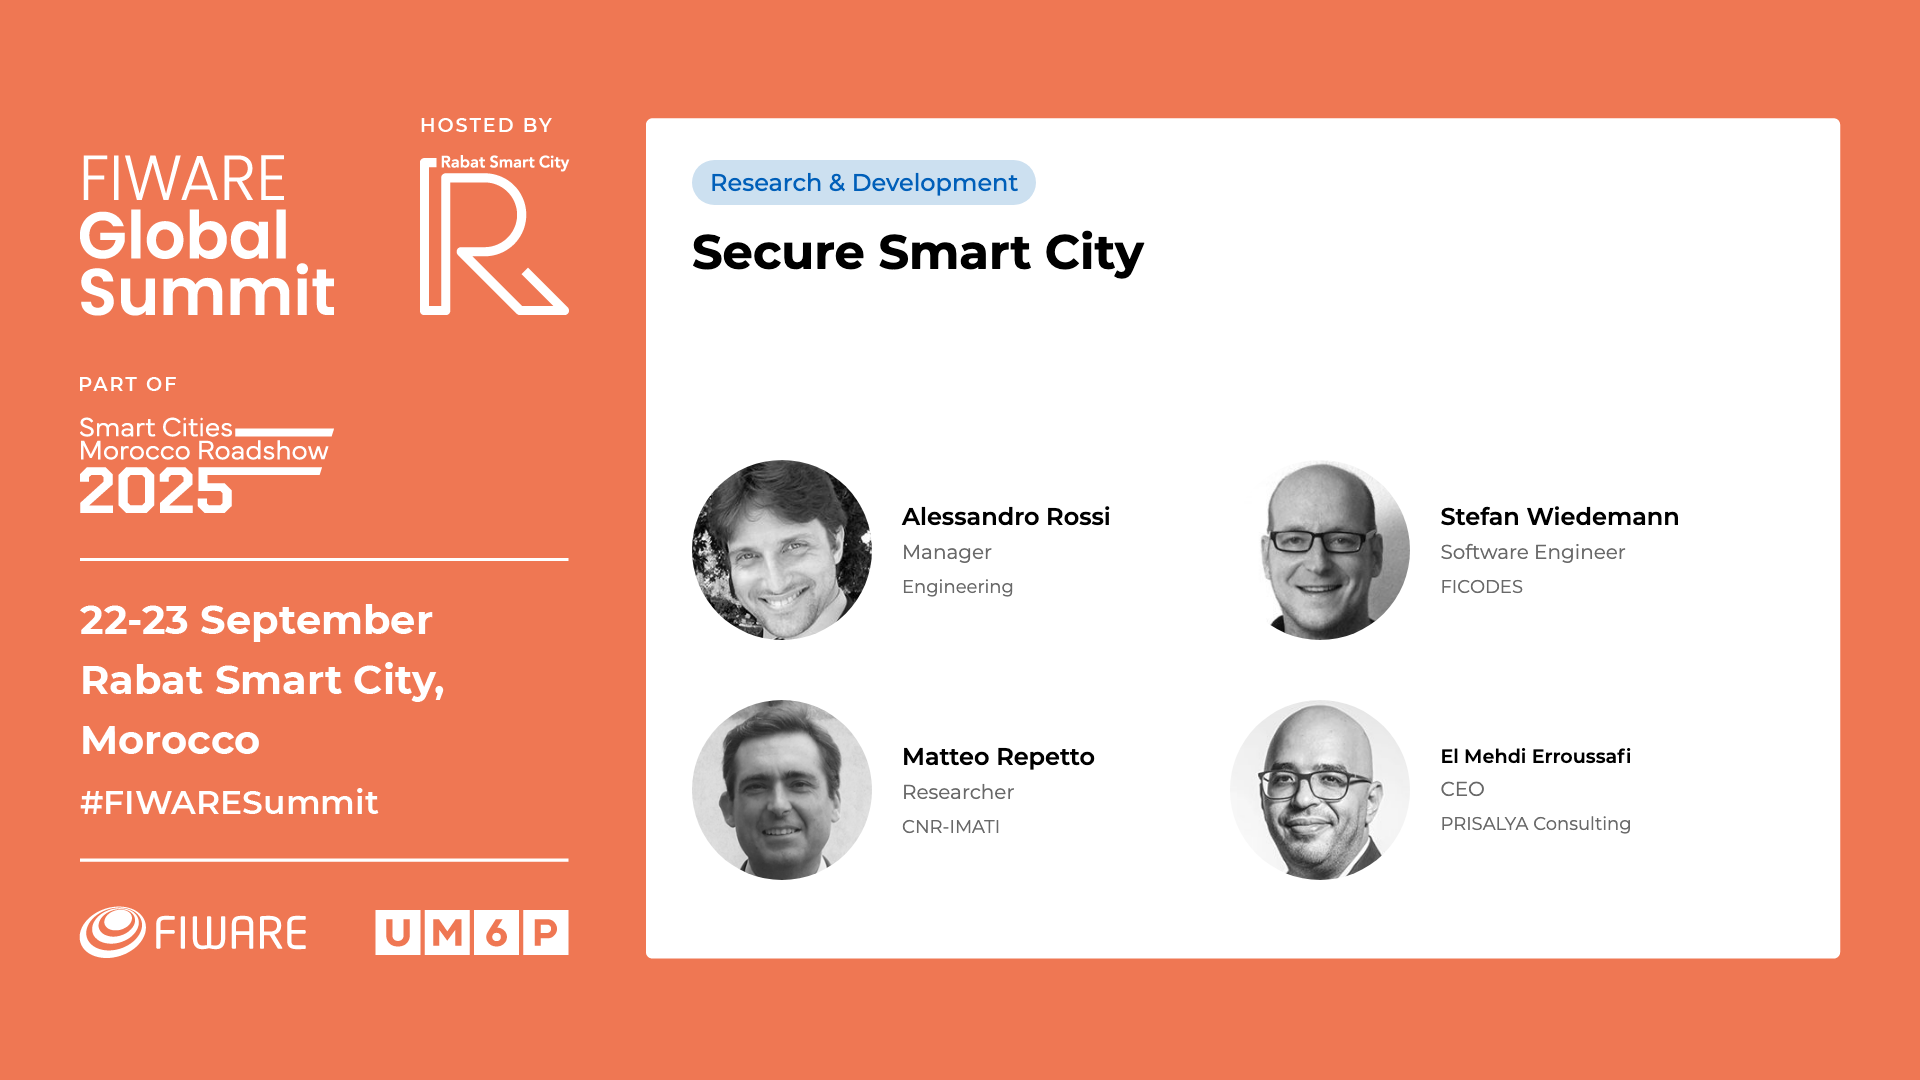 HOSTED BY
FIWARE
Global
Summit
Rabat Smart City
R
PART OF
Smart Cities
Morocco Roadshow
2025
22-23 September
Rabat Smart City,
Morocco
#FIWARESummit
FIWARE
UM6P
Research & Development
Secure Smart City
Alessandro Rossi
Manager
Engineering
Stefan Wiedemann
Software Engineer
FICODES
Matteo Repetto
Researcher
CNR-IMATI
El Mehdi Erroussafi
CEO
PRISALYA Consulting